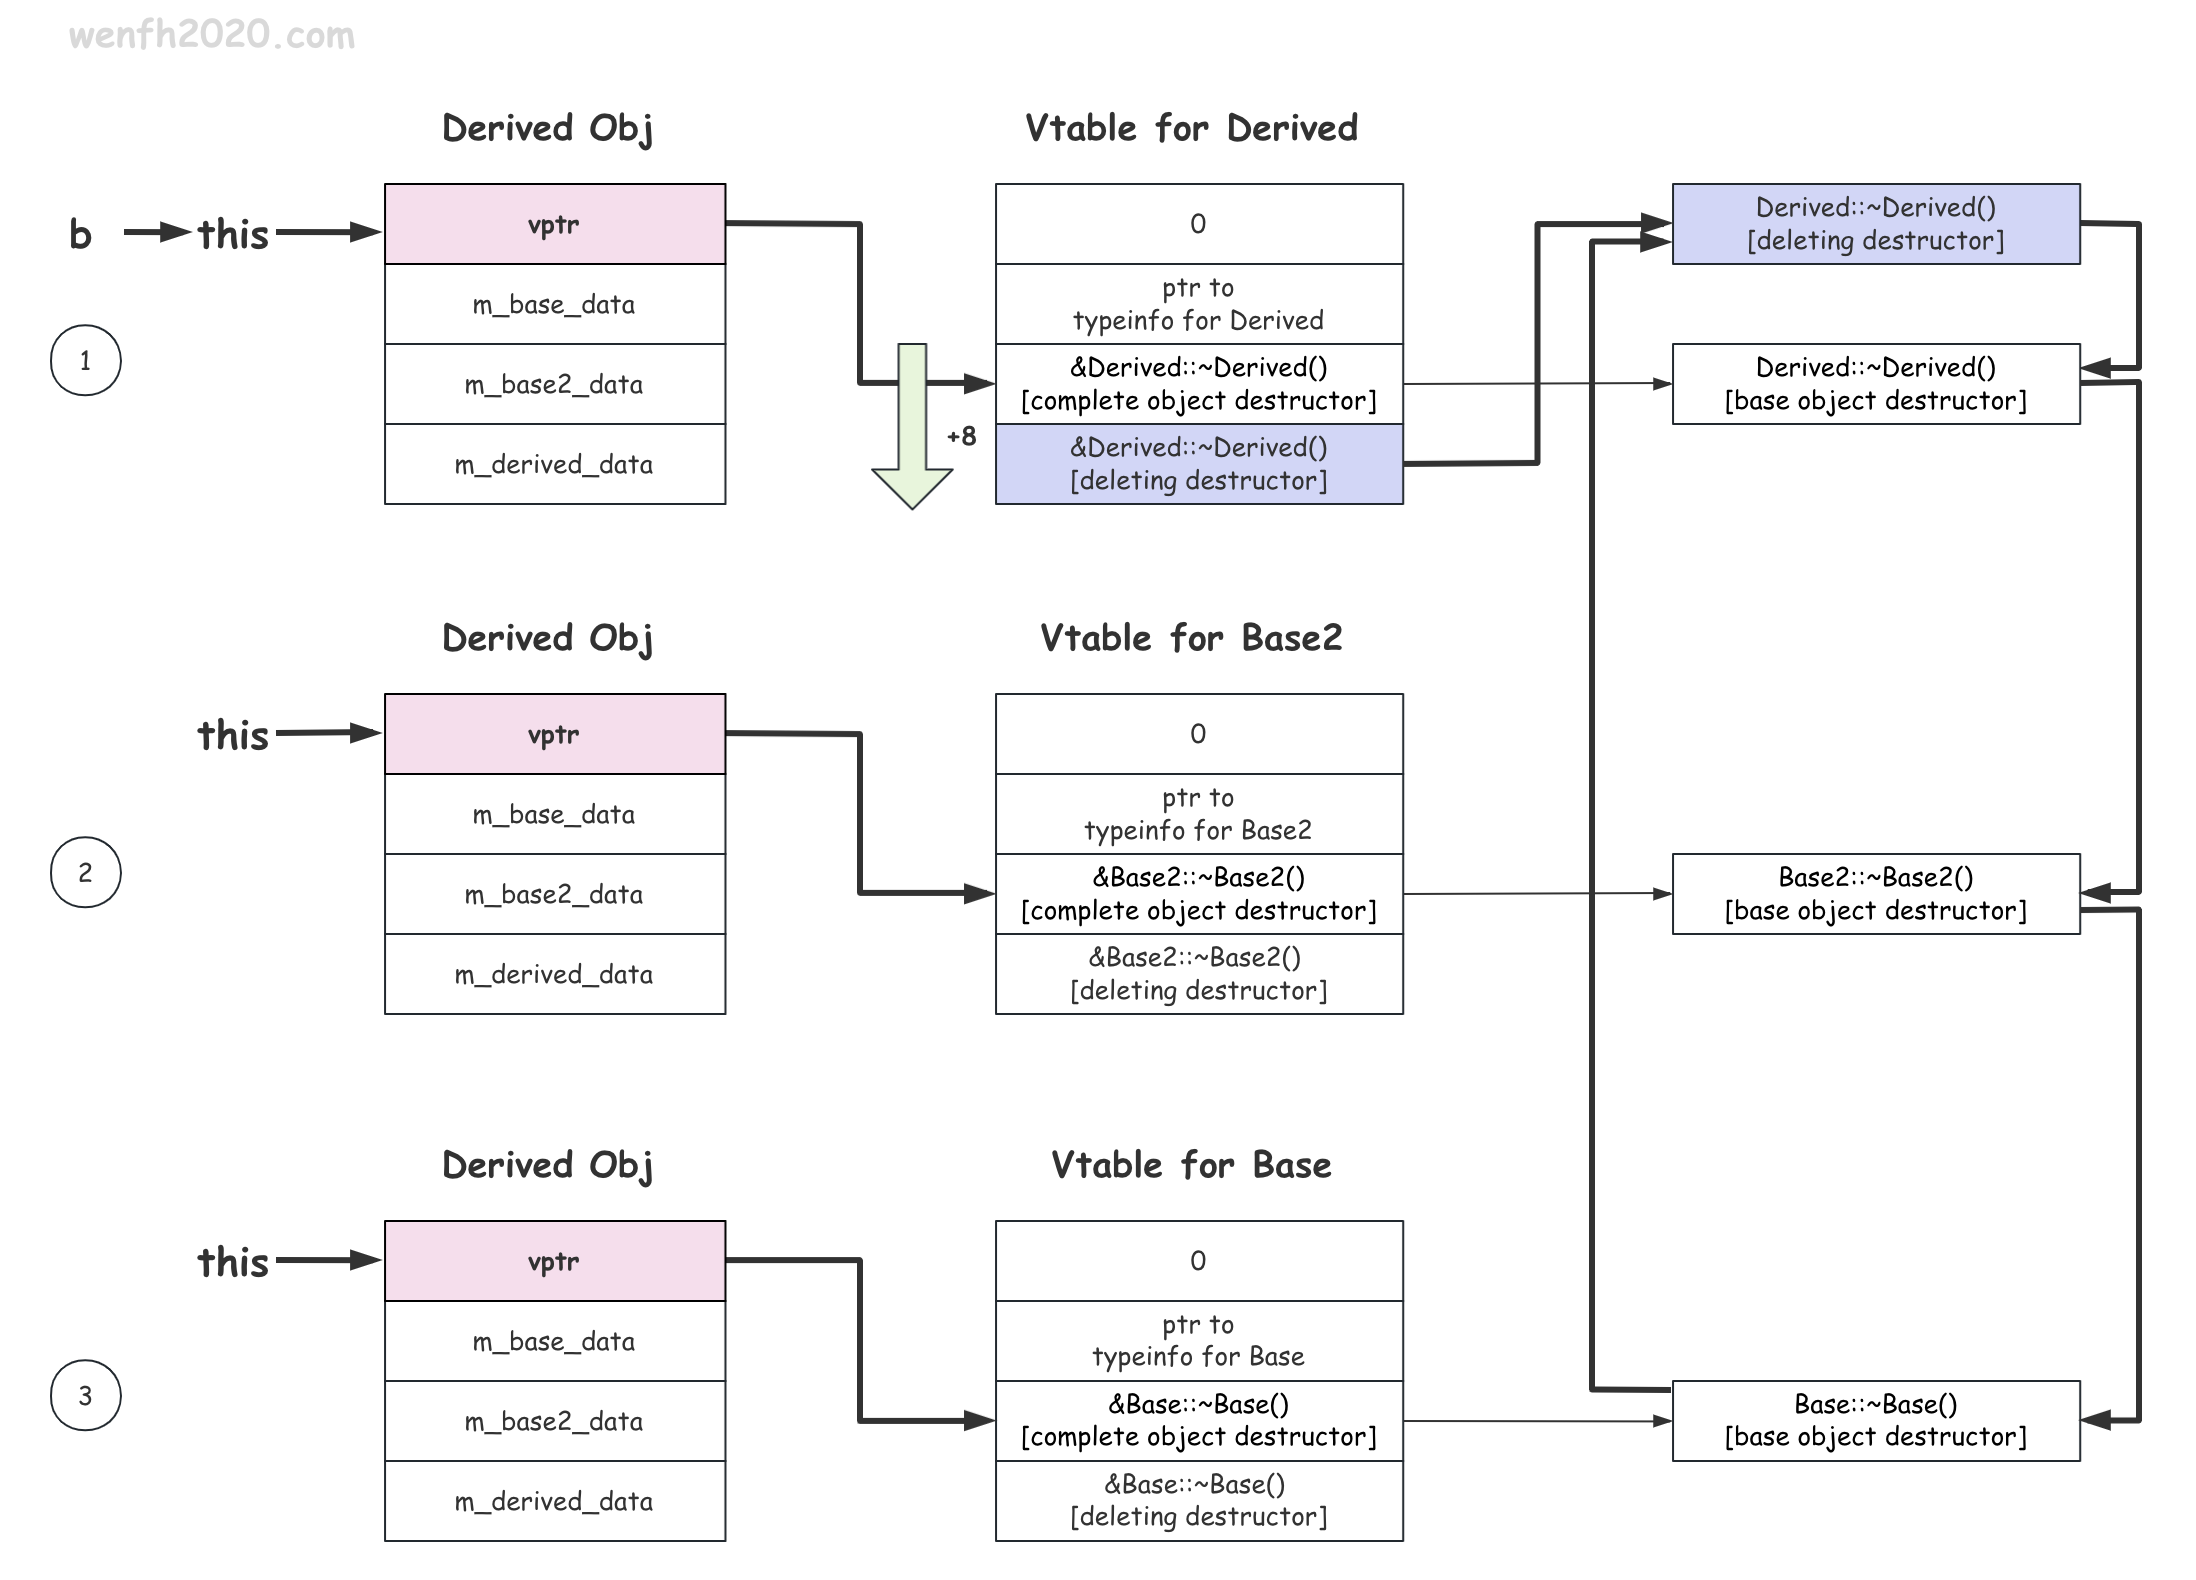 wenfh2020.com
Derived Obj
Vtable for Derived
b
this
vptr
m_base_data
m_base2_data
m_derived_data
0
ptr to
typeinfo for Derived
&Derived::~Derived()
[complete object destructor]
&Derived::~Derived()
[deleting destructor]
+8
Derived::~Derived()
[deleting destructor]
Derived::~Derived()
[base object destructor]
1
Derived Obj
Vtable for Base2
this
vptr
m_base_data
m_base2_data
m_derived_data
0
ptr to
typeinfo for Base2
&Base2::~Base2()
[complete object destructor]
&Base2::~Base2()
[deleting destructor]
Base2::~Base2()
[base object destructor]
2
Derived Obj
Vtable for Base
this
vptr
m_base_data
m_base2_data
m_derived_data
0
ptr to
typeinfo for Base
&Base::~Base()
[complete object destructor]
&Base::~Base()
[deleting destructor]
Base::~Base()
[base object destructor]
3